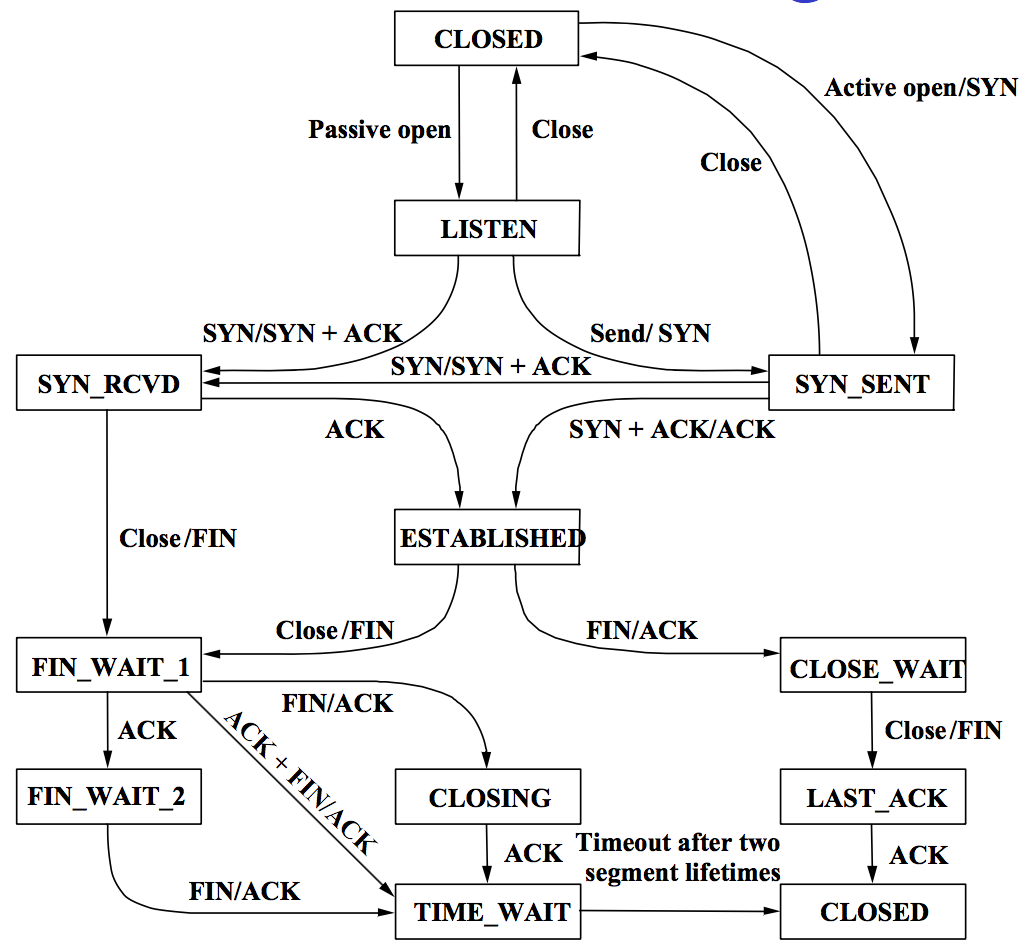 CLOSED
Active open/SYN
Passive open
Close
Close
LISTEN
SYN/SYN + ACK
Send/ SYN
SYN/SYN + ACK
SYN_RCVD
SYN_SENT
ACK
SYN + ACK/ACK
ESTABLISHED
Close/FIN
Close/FIN
FIN/ACK
FIN_WAIT_1
CLOSE_WAIT
FIN/ACK
ACK
ACK + FIN/ACK
Close/FIN
FIN_WAIT_2
CLOSING
LAST_ACK
ACK
Timeout after two
segment lifetimes
ACK
FIN/ACK
TIME_WAIT
CLOSED